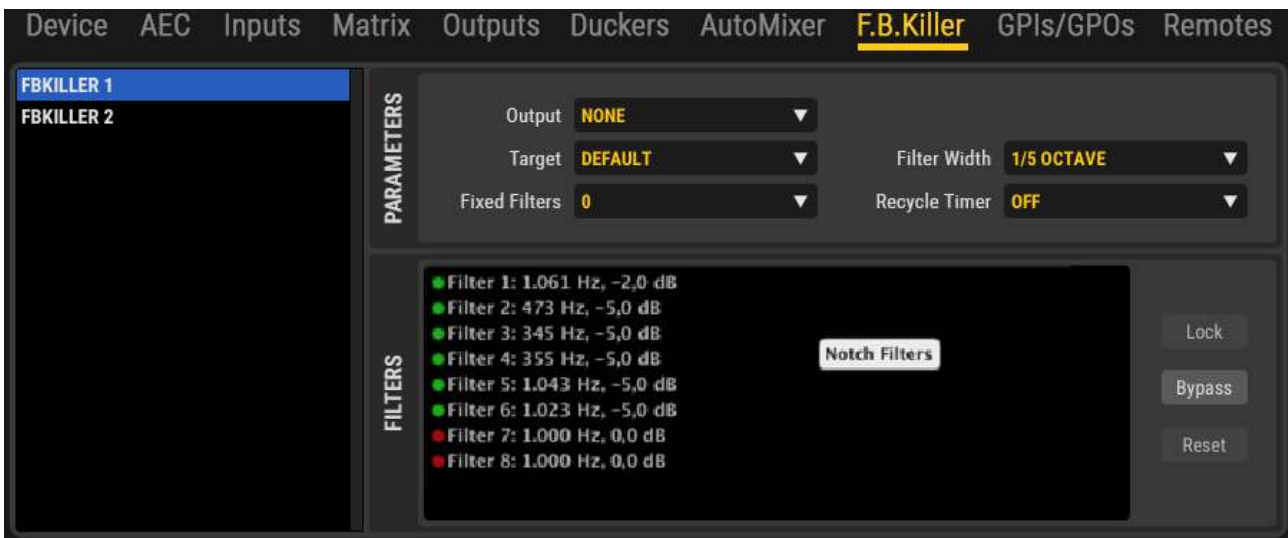 Device AEC Inputs Matrix Outputs Duckers AutoMixer F.B.Killer GPIs/GPOs Remotes
FBKILLER 1
FBKILLER 2
PARAMETERS
Output NONE
Target DEFAULT Filter Width 1/5 OCTAVE
Fixed Filters 0 Recycle Timer OFF
FILTERS
Filter 1: 1.061 Hz, -2,0 dB
Filter 2: 473 Hz, -5,0 dB
Filter 3: 345 Hz, -5,0 dB
Filter 4: 355 Hz, -5,0 dB
Filter 5: 1.043 Hz, -5,0 dB
Filter 6: 1.023 Hz, -5,0 dB
Filter 7: 1.000 Hz, 0,0 dB
Filter 8: 1.000 Hz, 0,0 dB
Notch Filters
Lock
Bypass
Reset